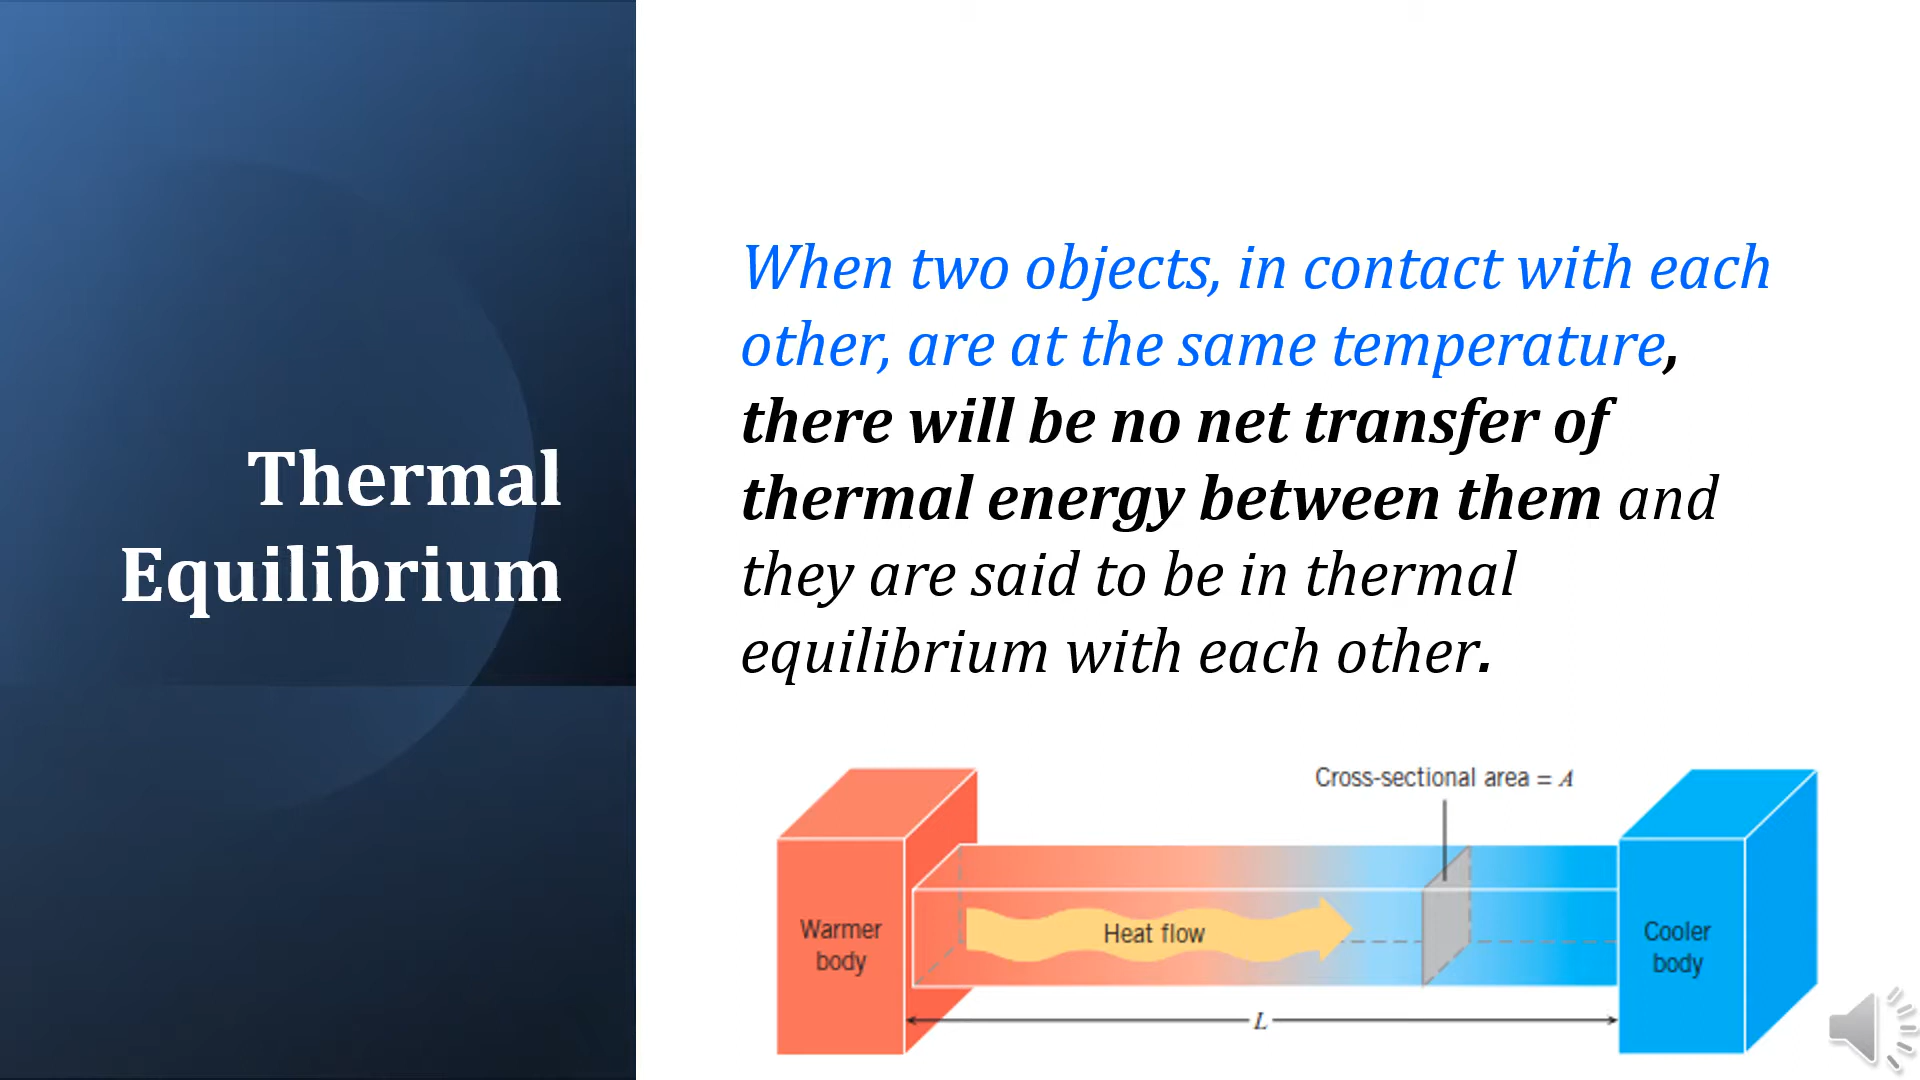 Thermal
Equilibrium
When two objects, in contact with each
other, are at the same temperature,
there will be no net transfer of
thermal energy between them and
they are said to be in thermal
equilibrium with each other.
Cross-sectional area = A
Warmer
body
Heat flow
Cooler
body
L